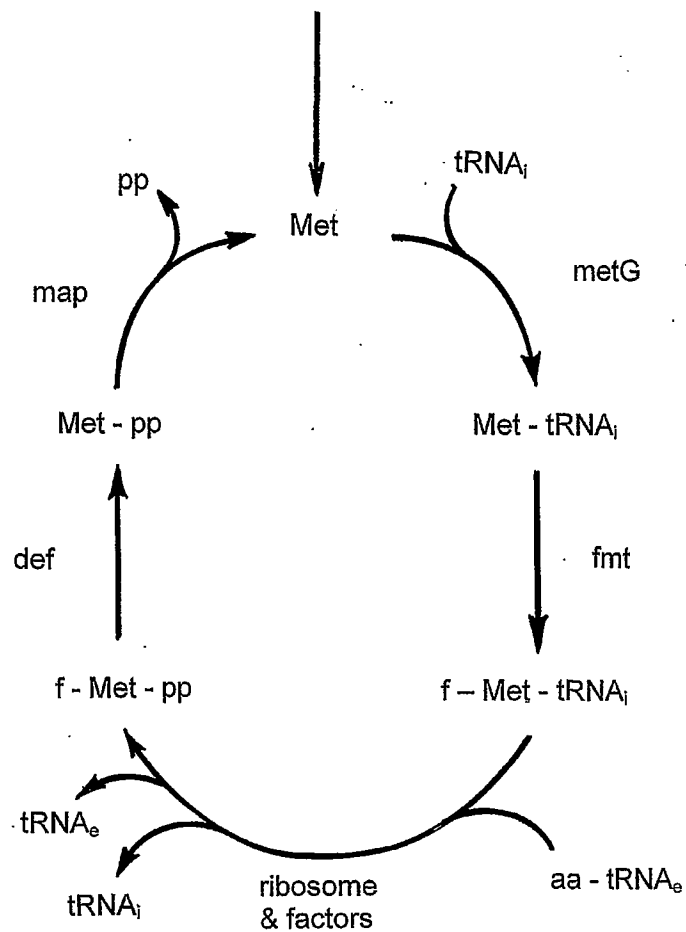 tRNAᵢ
pp
Met
metG
map
Met - pp
Met - tRNAᵢ
def
fmt
f - Met - pp
f – Met - tRNAᵢ
tRNAₑ
aa - tRNAₑ
tRNAᵢ
ribosome
& factors